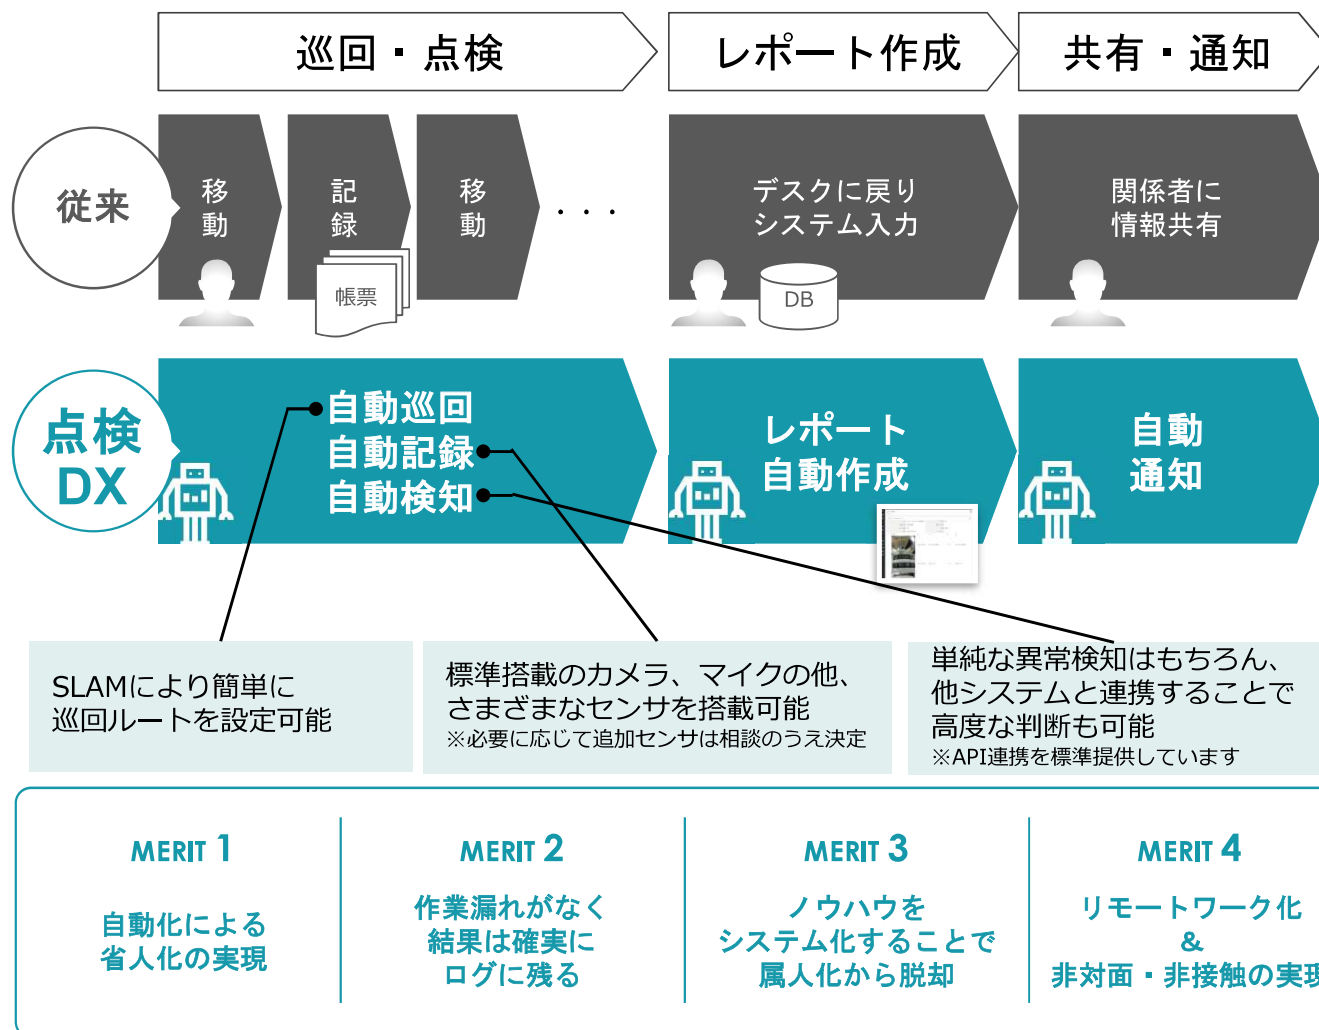 巡回・点検
レポート作成
共有・通知
従来
移
動
記
録
移
動
・・・
デスクに戻り
システム入力
関係者に
情報共有
帳票
DB
点検
DX
自動巡回
自動記録
自動検知
レポート
自動作成
自動
通知
SLAMにより簡単に
巡回ルートを設定可能
標準搭載のカメラ、マイクの他、
さまざまなセンサを搭載可能
※必要に応じて追加センサは相談のうえ決定
単純な異常検知はもちろん、
他システムと連携することで
高度な判断も可能
※API連携を標準提供しています
MERIT 1
自動化による
省人化の実現
MERIT 2
作業漏れがなく
結果は確実に
ログに残る
MERIT 3
ノウハウを
システム化することで
属人化から脱却
MERIT 4
リモートワーク化
&
非対面・非接触の実現